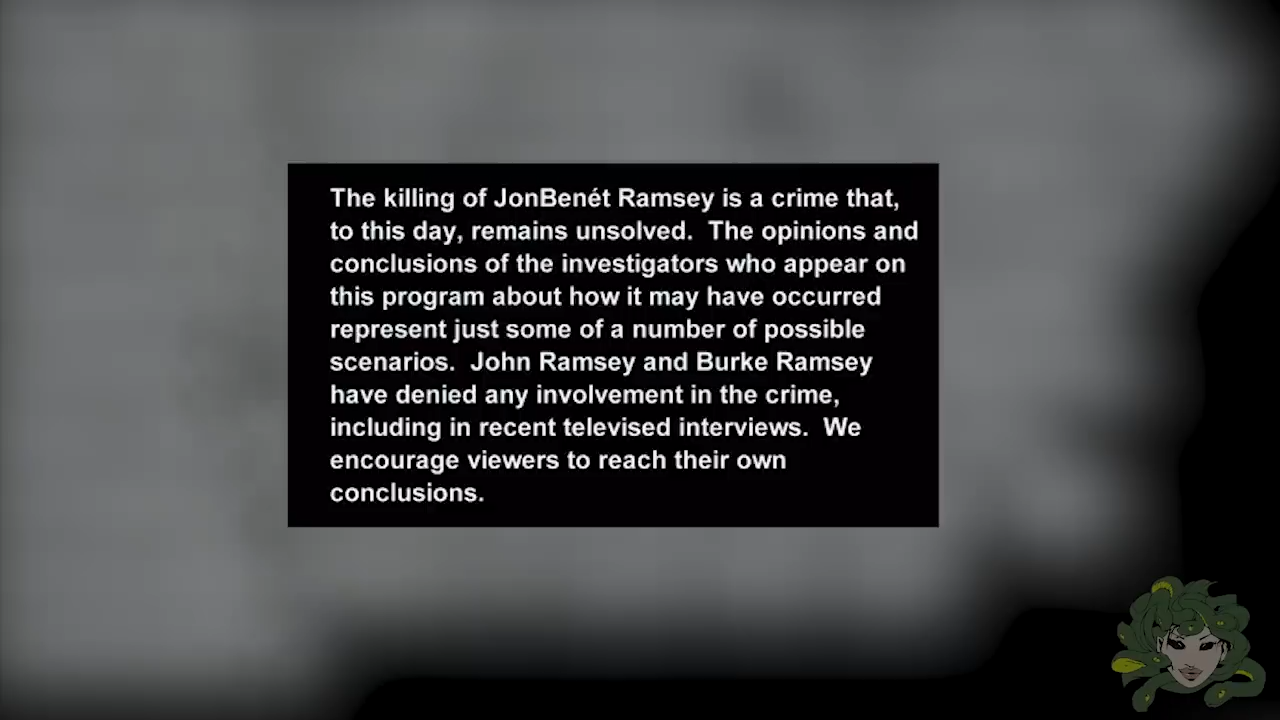 The killing of JonBenét Ramsey is a crime that,
to this day, remains unsolved.  The opinions and
conclusions of the investigators who appear on
this program about how it may have occurred
represent just some of a number of possible
scenarios.  John Ramsey and Burke Ramsey
have denied any involvement in the crime,
including in recent televised interviews.  We
encourage viewers to reach their own
conclusions.